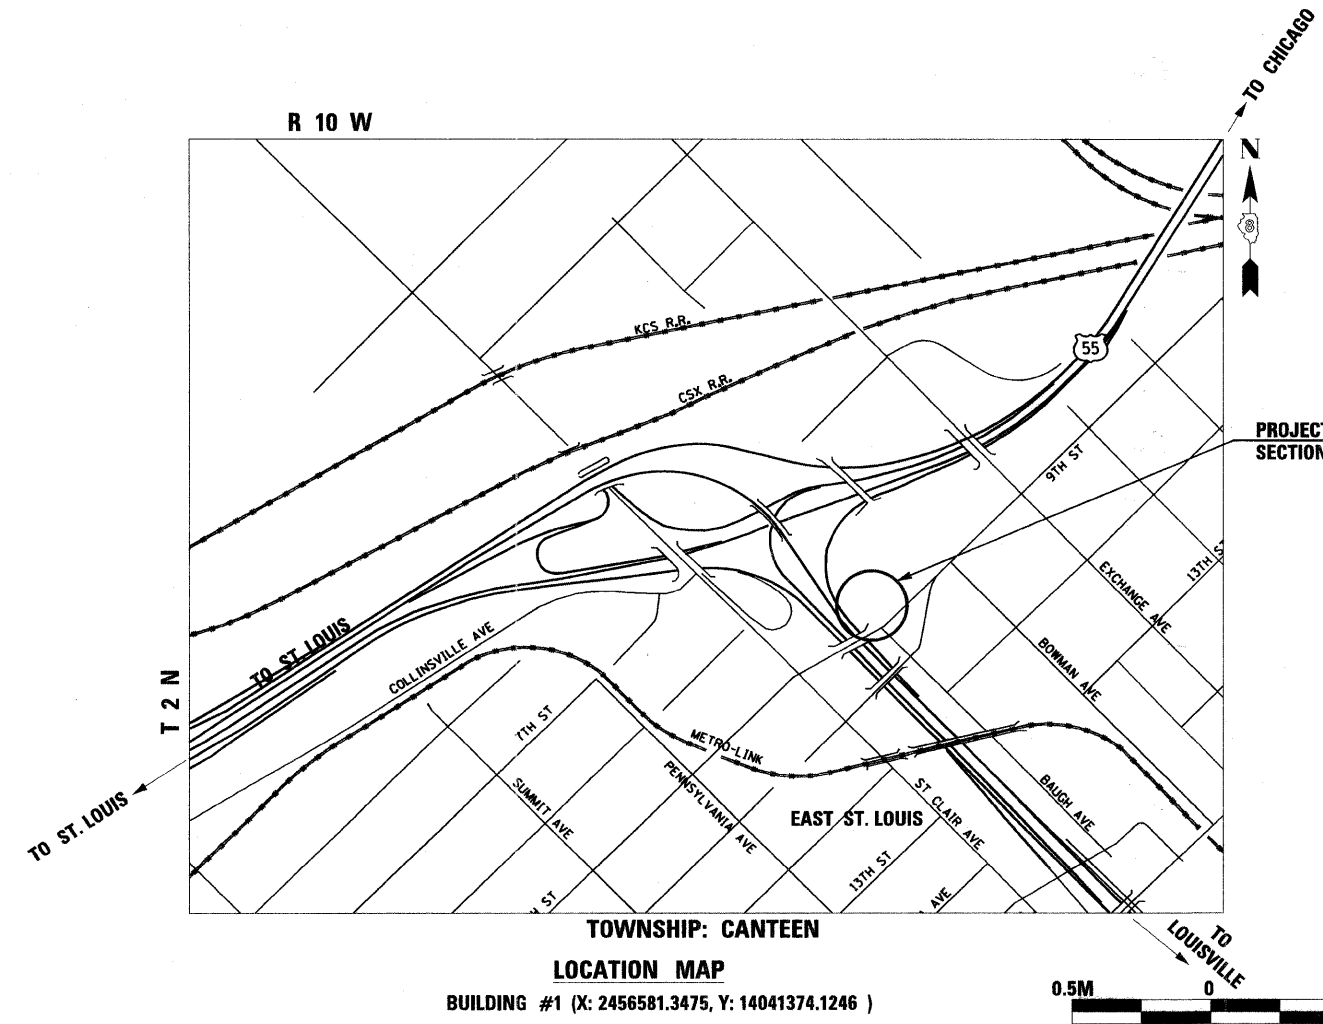 TO CHICAGO
R 10 W
N
8
KCS R.R.
55
CSX R.R.
PROJECT
SECTION
9TH ST
13TH ST
EXCHANGE AVE
TO ST. LOUIS
COLLINSVILLE AVE
BOWMAN AVE
T 2 N
7TH ST
METRO-LINK
SUMMIT AVE
PENNSYLVANIA AVE
ST CLAIR AVE
BAUGH AVE
EAST ST. LOUIS
TO ST. LOUIS
13TH ST
H ST
AVE
TOWNSHIP: CANTEEN
TO
LOUISVILLE
LOCATION MAP
0.5M 0
BUILDING #1 (X: 2456581.3475, Y: 14041374.1246 )